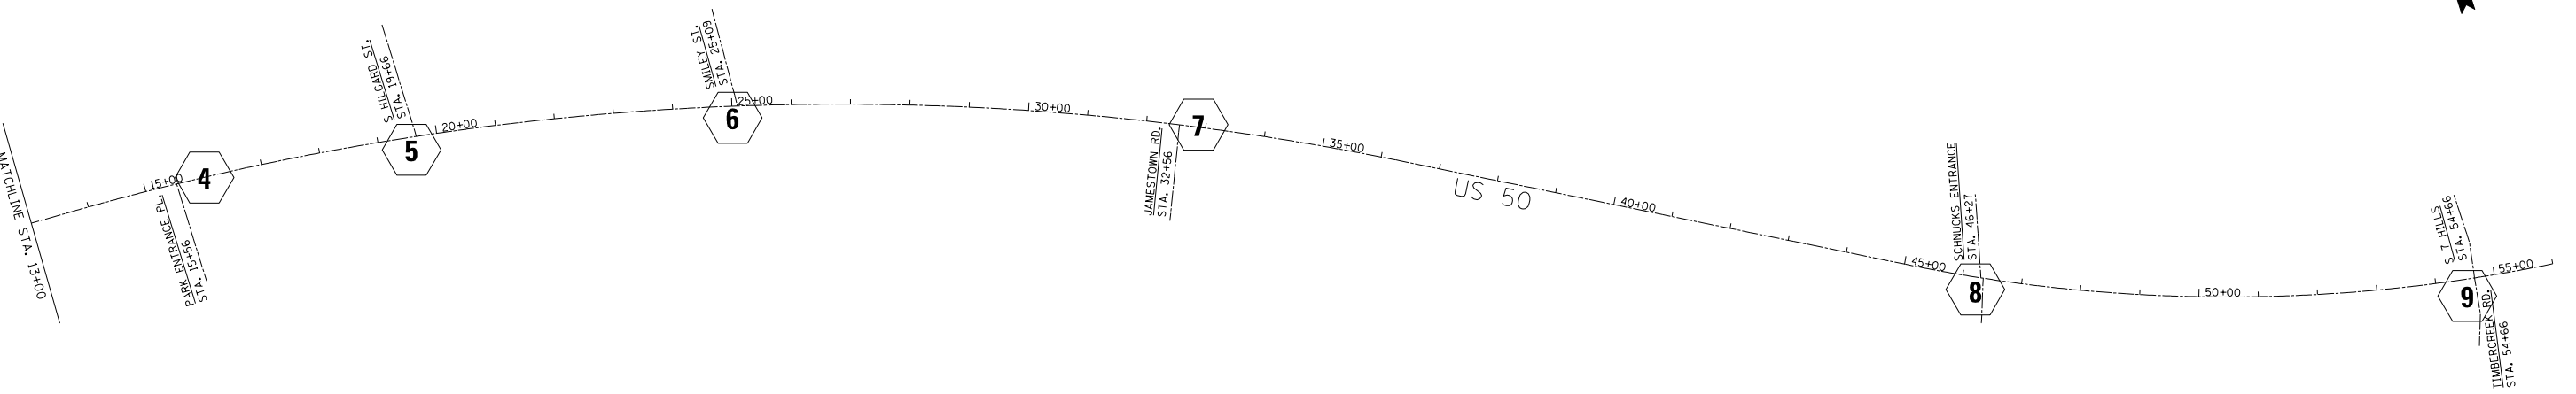 MATCHLINE STA. 13+00
15+00
PARK ENTRANCE PL.
STA. 15+56
4
S HILGARD ST.
STA. 19+66
5
20+00
SMILEY ST.
STA. 25+09
6
25+00
30+00
JAMESTOWN RD.
STA. 32+56
7
35+00
US 50
40+00
45+00
SCHNUCKS ENTRANCE
STA. 46+27
8
50+00
S 7 HILLS
STA. 54+66
9
55+00
TIMBERCREEK RD.
STA. 54+66